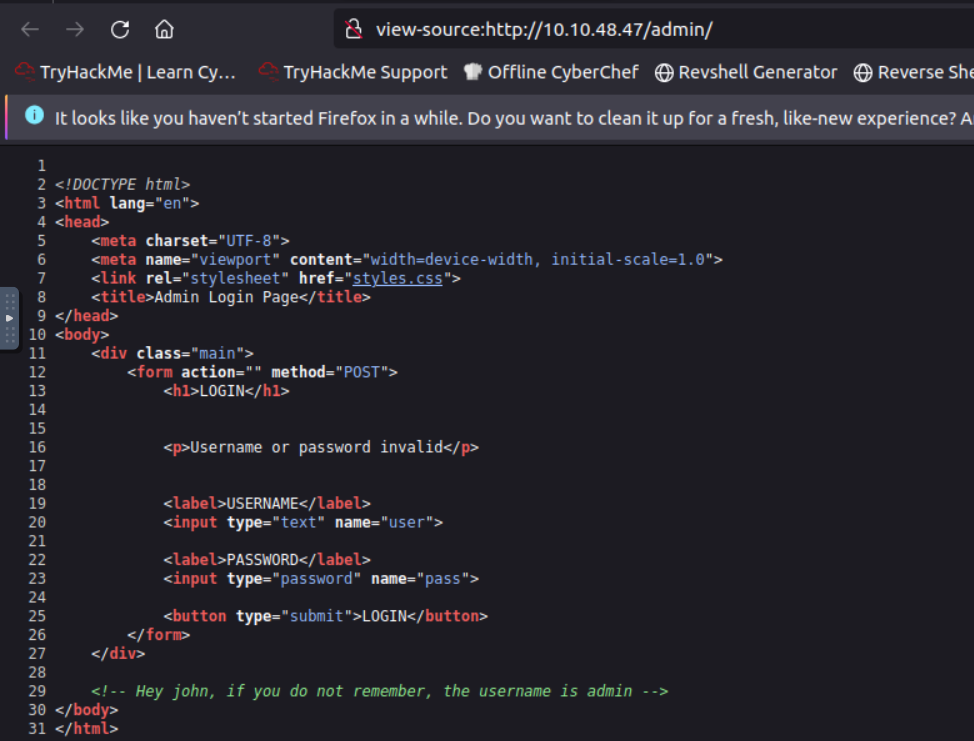 view-source:http://10.10.48.47/admin/
TryHackMe | Learn Cy... TryHackMe Support Offline CyberChef Revshell Generator Reverse She
It looks like you haven't started Firefox in a while. Do you want to clean it up for a fresh, like-new experience? A
1
2 <!DOCTYPE html>
3 <html lang="en">
4 <head>
5 <meta charset="UTF-8">
6 <meta name="viewport" content="width=device-width, initial-scale=1.0">
7 <link rel="stylesheet" href="styles.css">
8 <title>Admin Login Page</title>
9 </head>
10 <body>
11 <div class="main">
12 <form action="" method="POST">
13 <h1>LOGIN</h1>
14
15
16 <p>Username or password invalid</p>
17
18
19 <label>USERNAME</label>
20 <input type="text" name="user">
21
22 <label>PASSWORD</label>
23 <input type="password" name="pass">
24
25 <button type="submit">LOGIN</button>
26 </form>
27 </div>
28
29 <!-- Hey john, if you do not remember, the username is admin -->
30 </body>
31 </html>